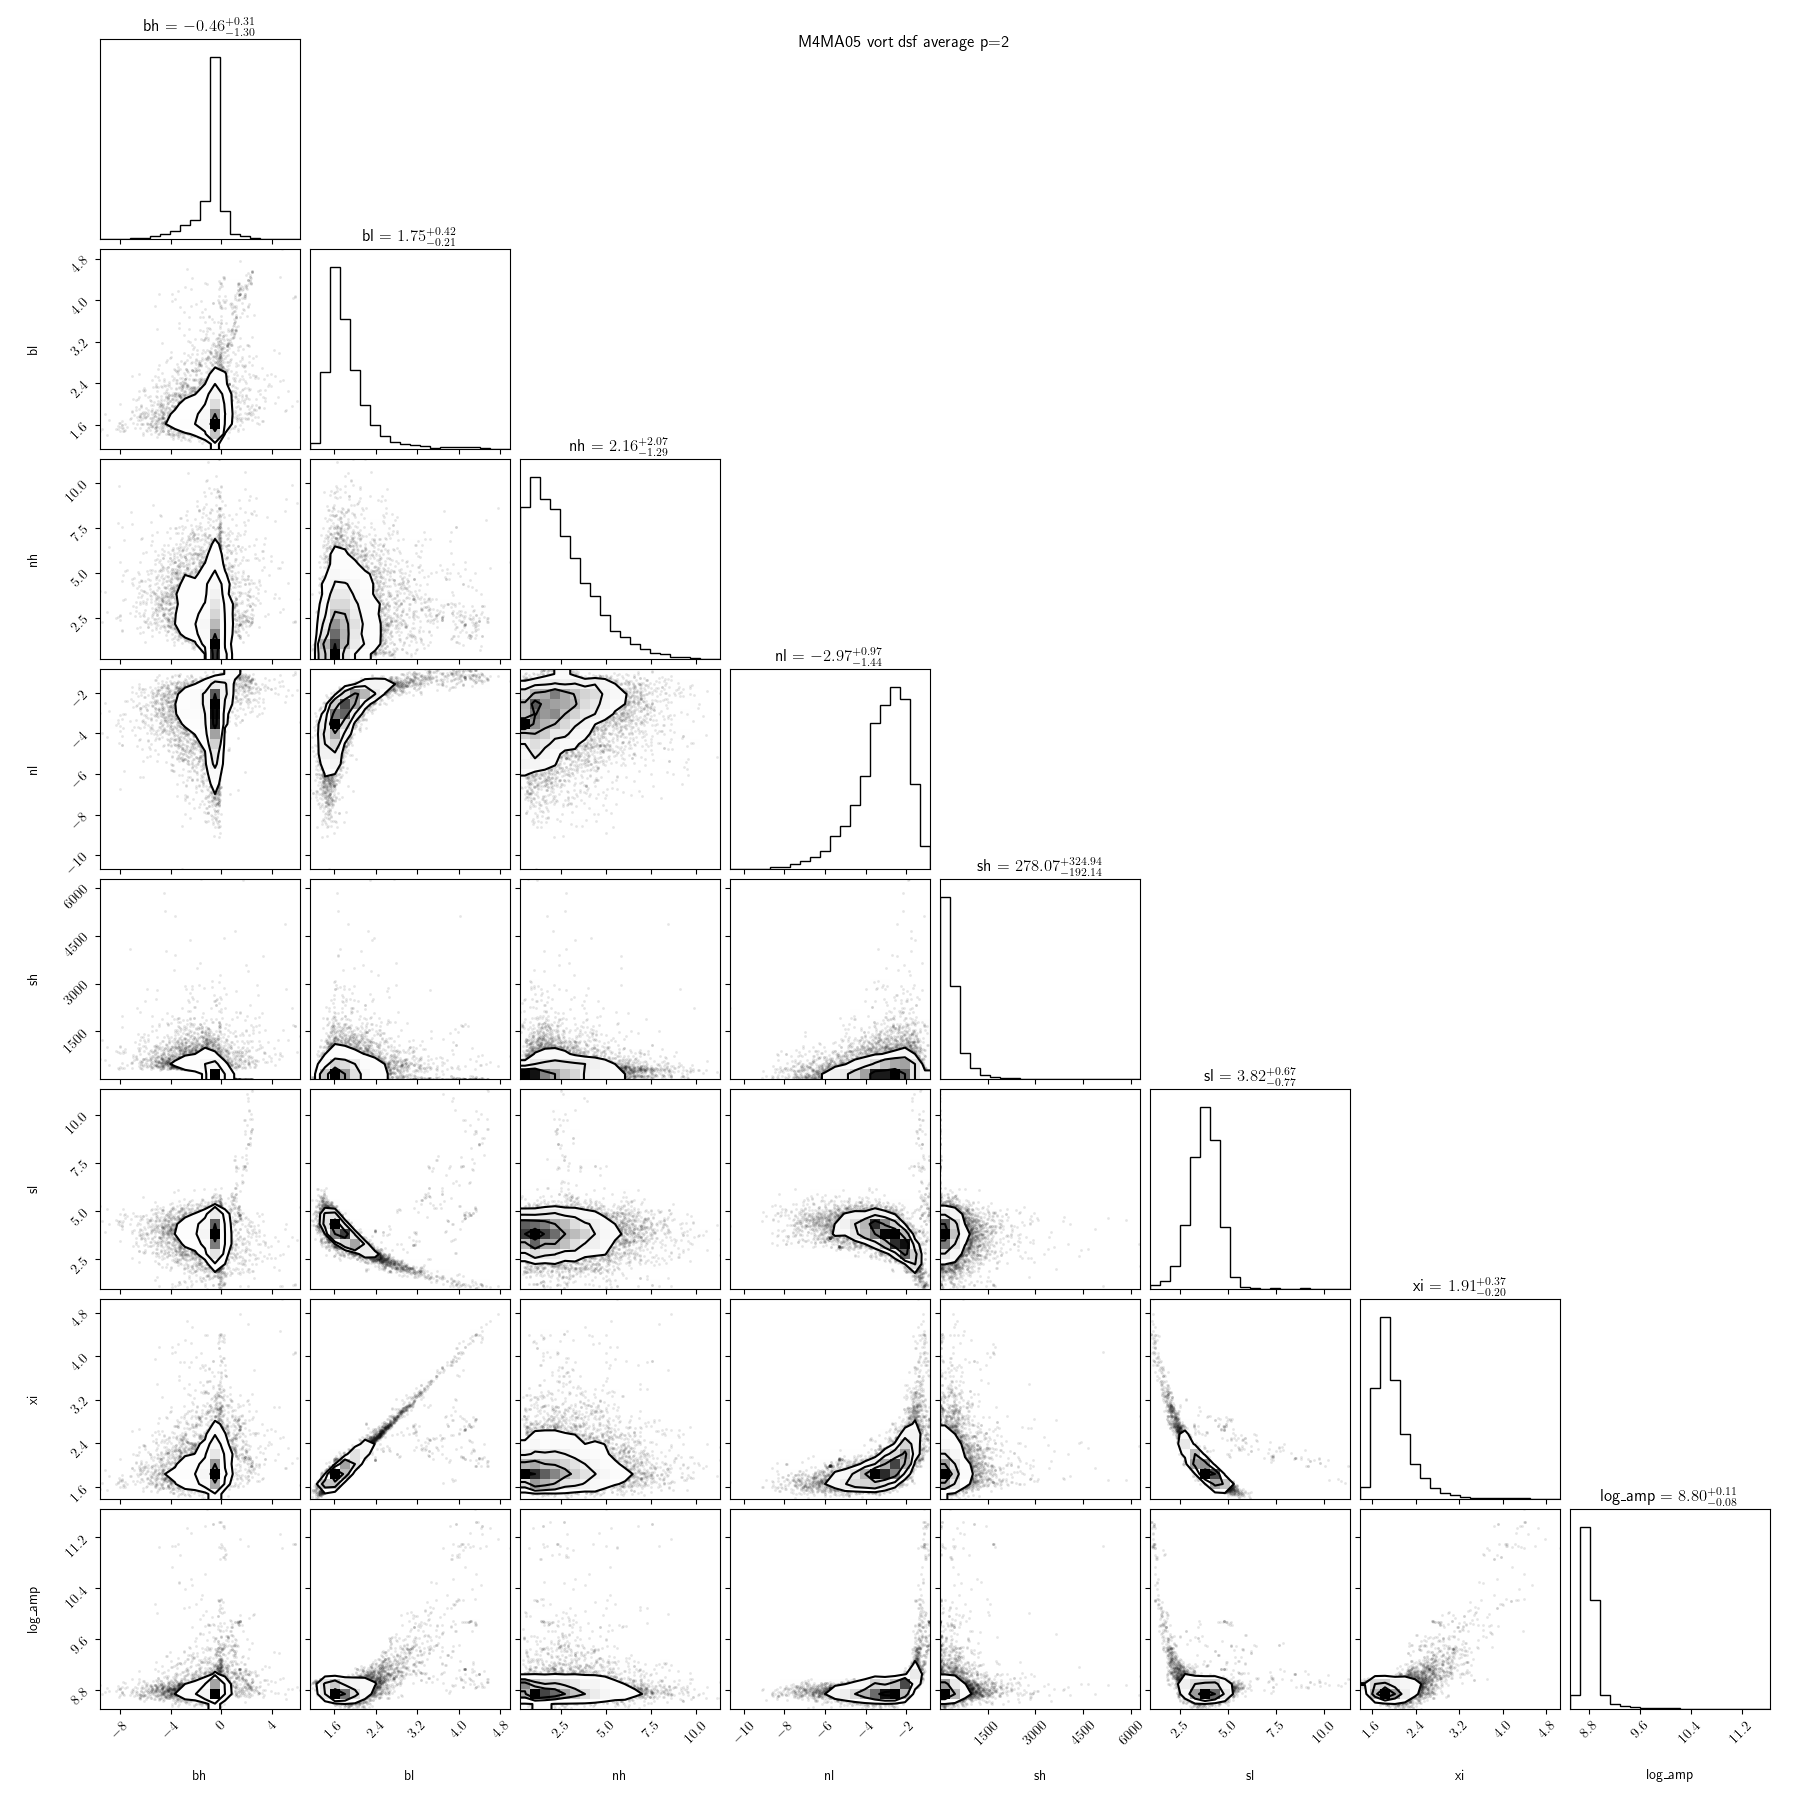 bh = −0.46+0.31 −1.30
M4MA05 vort dsf average p=2
bl = 1.75+0.42 −0.21
4.8
4.0
3.2
2.4
1.6
bl
nh = 2.16+2.07 −1.29
10.0
7.5
5.0
2.5
nh
nl = −2.97+0.97 −1.44
−2
−4
−6
−8
−10
nl
sh = 278.07+324.94 −192.14
6000
4500
3000
1500
sh
sl = 3.82+0.67 −0.77
10.0
7.5
5.0
2.5
sl
xi = 1.91+0.37 −0.20
4.8
4.0
3.2
2.4
1.6
xi
log_amp = 8.80+0.11 −0.08
11.2
10.4
9.6
8.8
log_amp
−8 −4 0 4 1.6 2.4 3.2 4.0 4.8 2.5 5.0 7.5 10.0 −10 −8 −6 −4 −2 1500 3000 4500 6000 2.5 5.0 7.5 10.0 1.6 2.4 3.2 4.0 4.8 8.8 9.6 10.4 11.2
bh bl nh nl sh sl xi log_amp